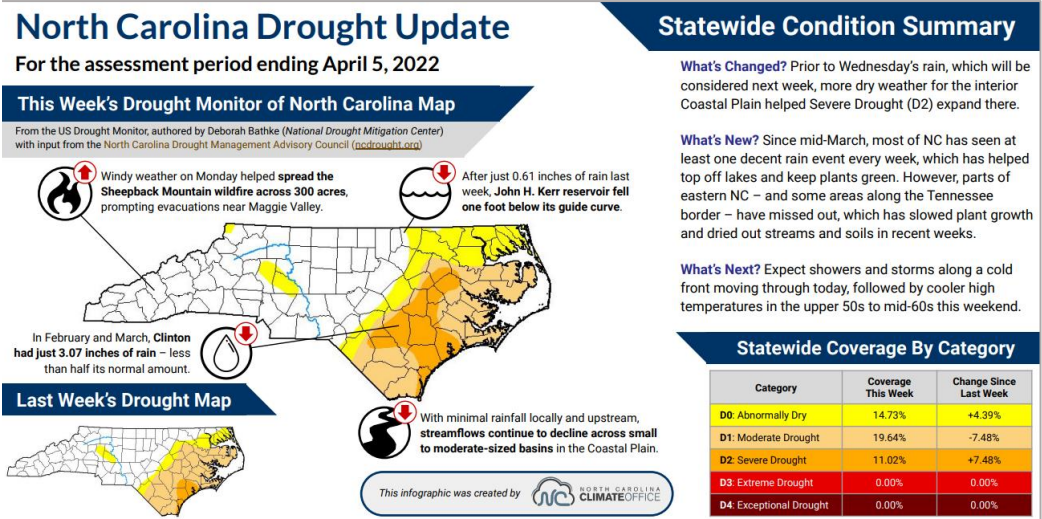 North Carolina Drought Update
For the assessment period ending April 5, 2022
This Week's Drought Monitor of North Carolina Map
From the US Drought Monitor, authored by Deborah Bathke (National Drought Mitigation Center)
with input from the North Carolina Drought Management Advisory Council (ncdrought.org)
Windy weather on Monday helped spread the
Sheepback Mountain wildfire across 300 acres,
prompting evacuations near Maggie Valley.
After just 0.61 inches of rain last
week, John H. Kerr reservoir fell
one foot below its guide curve.
In February and March, Clinton
had just 3.07 inches of rain – less
than half its normal amount.
Last Week's Drought Map
With minimal rainfall locally and upstream,
streamflows continue to decline across small
to moderate-sized basins in the Coastal Plain.
This infographic was created by
NC
NORTH CAROLINA
CLIMATEOFFICE
Statewide Condition Summary
What's Changed? Prior to Wednesday's rain, which will be
considered next week, more dry weather for the interior
Coastal Plain helped Severe Drought (D2) expand there.
What's New? Since mid-March, most of NC has seen at
least one decent rain event every week, which has helped
top off lakes and keep plants green. However, parts of
eastern NC – and some areas along the Tennessee
border – have missed out, which has slowed plant growth
and dried out streams and soils in recent weeks.
What's Next? Expect showers and storms along a cold
front moving through today, followed by cooler high
temperatures in the upper 50s to mid-60s this weekend.
Statewide Coverage By Category
Category Coverage This Week Change Since Last Week
D0: Abnormally Dry 14.73% +4.39%
D1: Moderate Drought 19.64% -7.48%
D2: Severe Drought 11.02% +7.48%
D3: Extreme Drought 0.00% 0.00%
D4: Exceptional Drought 0.00% 0.00%